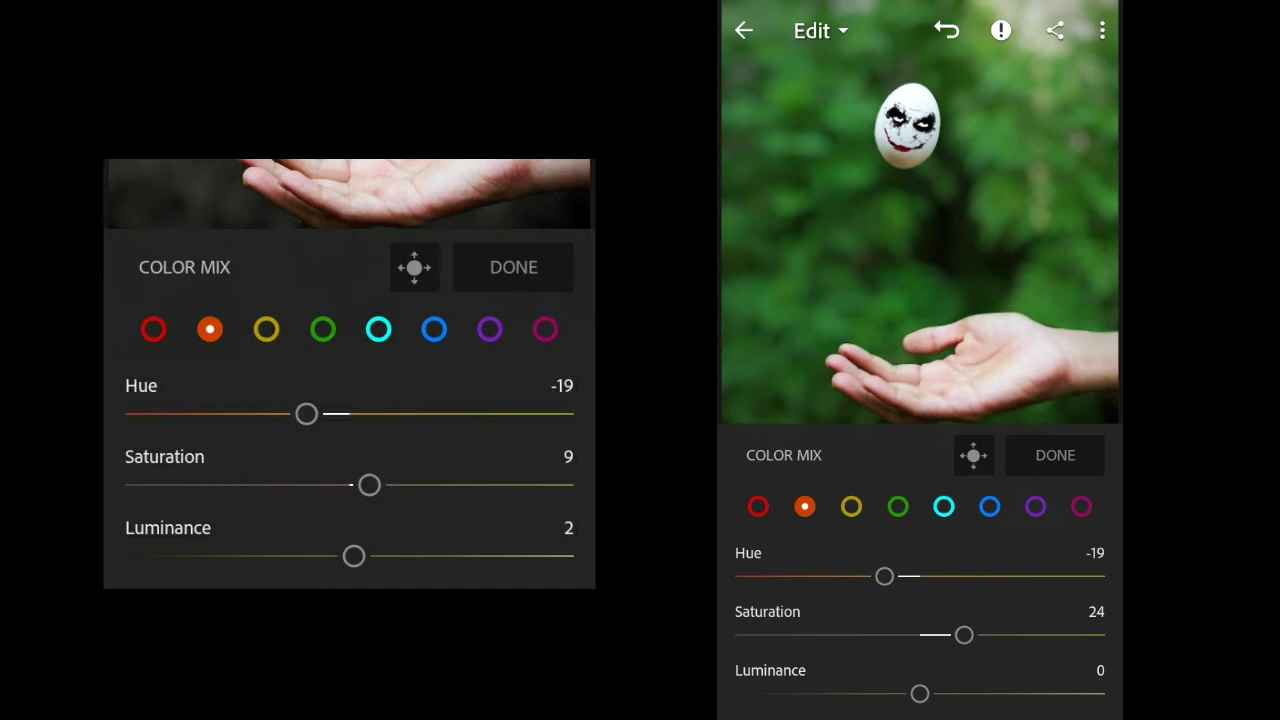 COLOR MIX
DONE
Hue
-19
Saturation
9
Luminance
2
Edit
COLOR MIX
DONE
Hue
-19
Saturation
24
Luminance
0